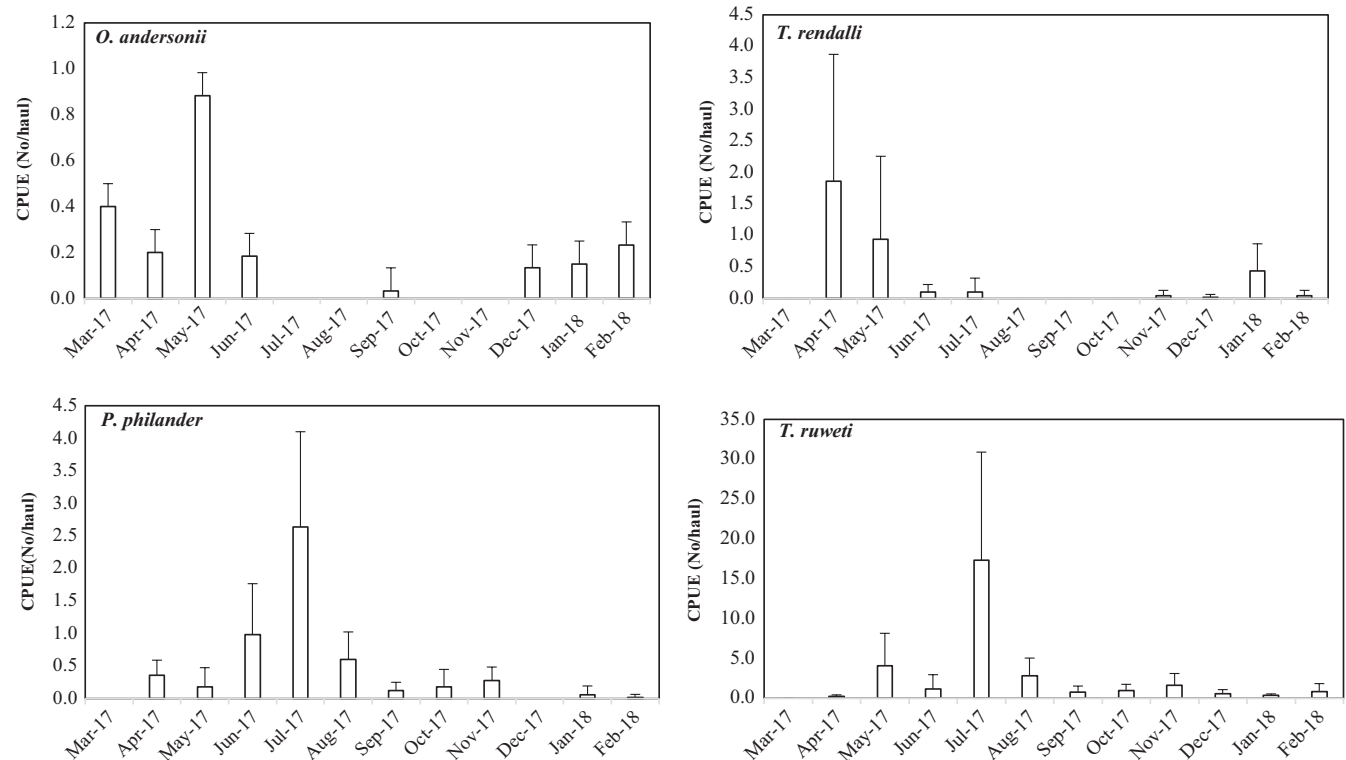 O. andersonii
CPUE (No/haul)
1.2
1.0
0.8
0.6
0.4
0.2
0.0
Mar-17
Apr-17
May-17
Jun-17
Jul-17
Aug-17
Sep-17
Oct-17
Nov-17
Dec-17
Jan-18
Feb-18
T. rendalli
CPUE (No/haul)
4.5
4.0
3.5
3.0
2.5
2.0
1.5
1.0
0.5
0.0
Mar-17
Apr-17
May-17
Jun-17
Jul-17
Aug-17
Sep-17
Oct-17
Nov-17
Dec-17
Jan-18
Feb-18
P. philander
CPUE(No/haul)
4.5
4.0
3.5
3.0
2.5
2.0
1.5
1.0
0.5
0.0
Mar-17
Apr-17
May-17
Jun-17
Jul-17
Aug-17
Sep-17
Oct-17
Nov-17
Dec-17
Jan-18
Feb-18
T. ruweti
CPUE (No/haul)
35.0
30.0
25.0
20.0
15.0
10.0
5.0
0.0
Mar-17
Apr-17
May-17
Jun-17
Jul-17
Aug-17
Sep-17
Oct-17
Nov-17
Dec-17
Jan-18
Feb-18